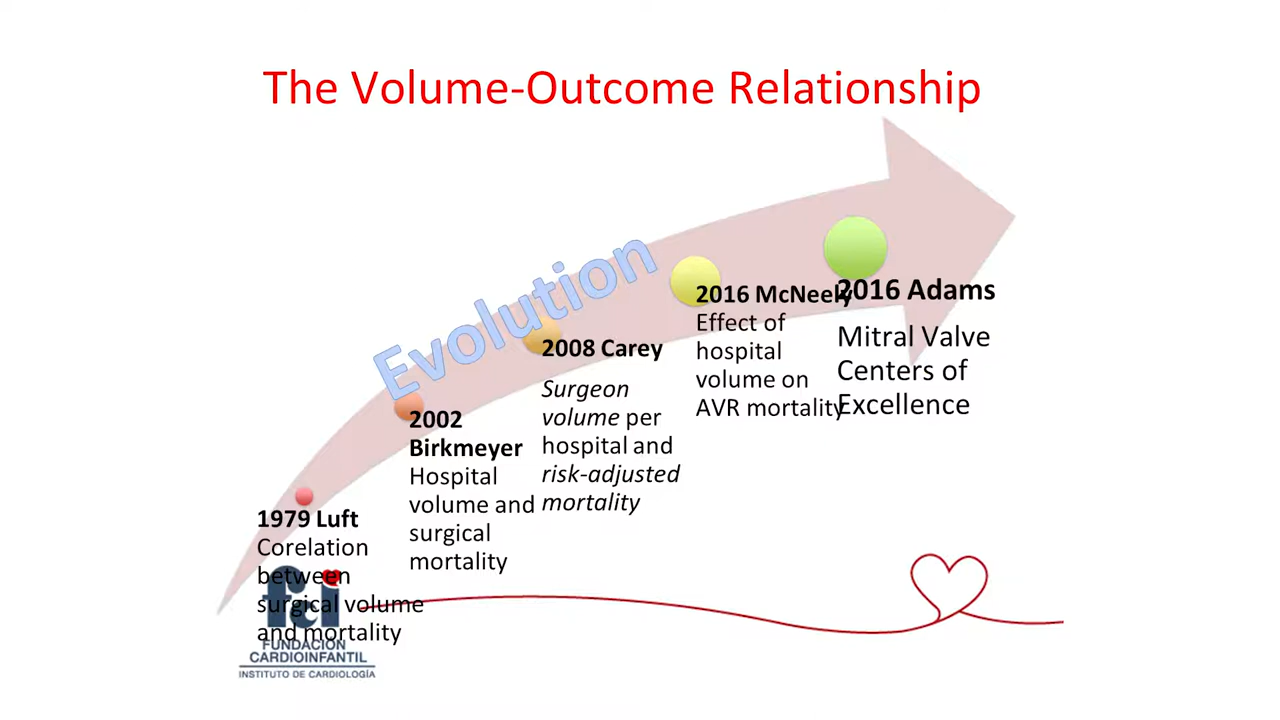 The Volume-Outcome Relationship
Evolution
1979 Luft
Corelation
between
surgical volume
and mortality
2002
Birkmeyer
Hospital
volume and
surgical
mortality
2008 Carey
Surgeon
volume per
hospital and
risk-adjusted
mortality
2016 McNeely
Effect of
hospital
volume on
AVR mortality
2016 Adams
Mitral Valve
Centers of
Excellence
fci
FUNDACION
CARDIOINFANTIL
INSTITUTO DE CARDIOLOGÍA